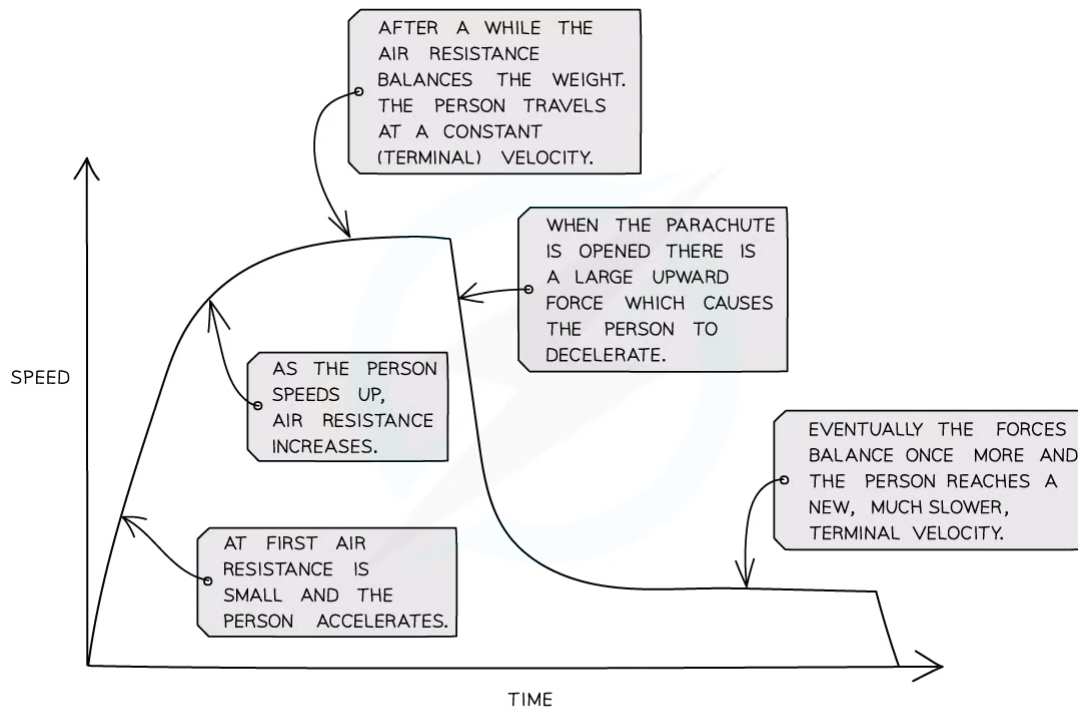 AFTER A WHILE THE
AIR RESISTANCE
BALANCES THE WEIGHT.
THE PERSON TRAVELS
AT A CONSTANT
(TERMINAL) VELOCITY.
WHEN THE PARACHUTE
IS OPENED THERE IS
A LARGE UPWARD
FORCE WHICH CAUSES
THE PERSON TO
DECELERATE.
SPEED
AS THE PERSON
SPEEDS UP,
AIR RESISTANCE
INCREASES.
EVENTUALLY THE FORCES
BALANCE ONCE MORE AND
THE PERSON REACHES A
NEW, MUCH SLOWER,
TERMINAL VELOCITY.
AT FIRST AIR
RESISTANCE IS
SMALL AND THE
PERSON ACCELERATES.
TIME